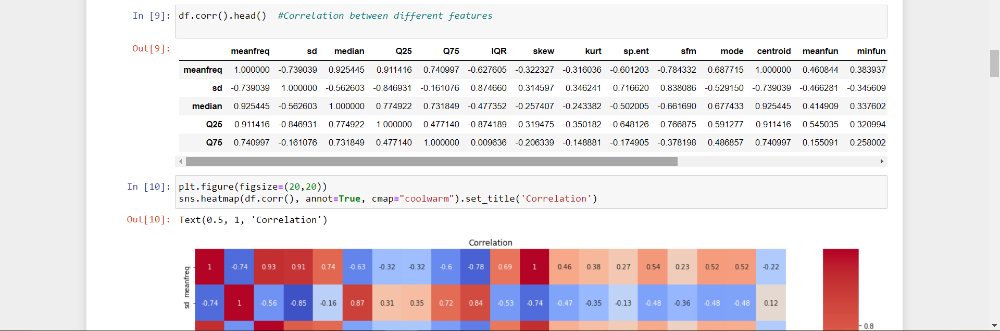 In [9]: df.corr().head()  #Correlation between different features
Out[9]:
meanfreq sd median Q25 Q75 IQR skew kurt sp.ent sfm mode centroid meanfun minfun
meanfreq 1.000000 -0.739039 0.925445 0.911416 0.740997 -0.627605 -0.322327 -0.316036 -0.601203 -0.784332 0.687715 1.000000 0.460844 0.383937
sd -0.739039 1.000000 -0.562603 -0.846931 -0.161076 0.874660 0.314597 0.346241 0.716620 0.838086 -0.529150 -0.739039 -0.466281 -0.345609
median 0.925445 -0.562603 1.000000 0.774922 0.731849 -0.477352 -0.257407 -0.243382 -0.502005 -0.661690 0.677433 0.925445 0.414909 0.337602
Q25 0.911416 -0.846931 0.774922 1.000000 0.477140 -0.874189 -0.319475 -0.350182 -0.648126 -0.766875 0.591277 0.911416 0.545035 0.320994
Q75 0.740997 -0.161076 0.731849 0.477140 1.000000 0.009636 -0.206339 -0.148881 -0.174905 -0.378198 0.486857 0.740997 0.155091 0.258002
In [10]: plt.figure(figsize=(20,20))
sns.heatmap(df.corr(), annot=True, cmap="coolwarm").set_title('Correlation')
Out[10]: Text(0.5, 1, 'Correlation')
Correlation
meanfreq 1 -0.74 0.93 0.91 0.74 -0.63 -0.32 -0.32 -0.6 -0.78 0.69 1 0.46 0.38 0.27 0.54 0.23 0.52 0.52 -0.22
sd -0.74 1 -0.56 -0.85 -0.16 0.87 0.31 0.35 0.72 0.84 -0.53 -0.74 -0.47 -0.35 -0.13 -0.48 -0.36 -0.48 -0.48 0.12
0.8